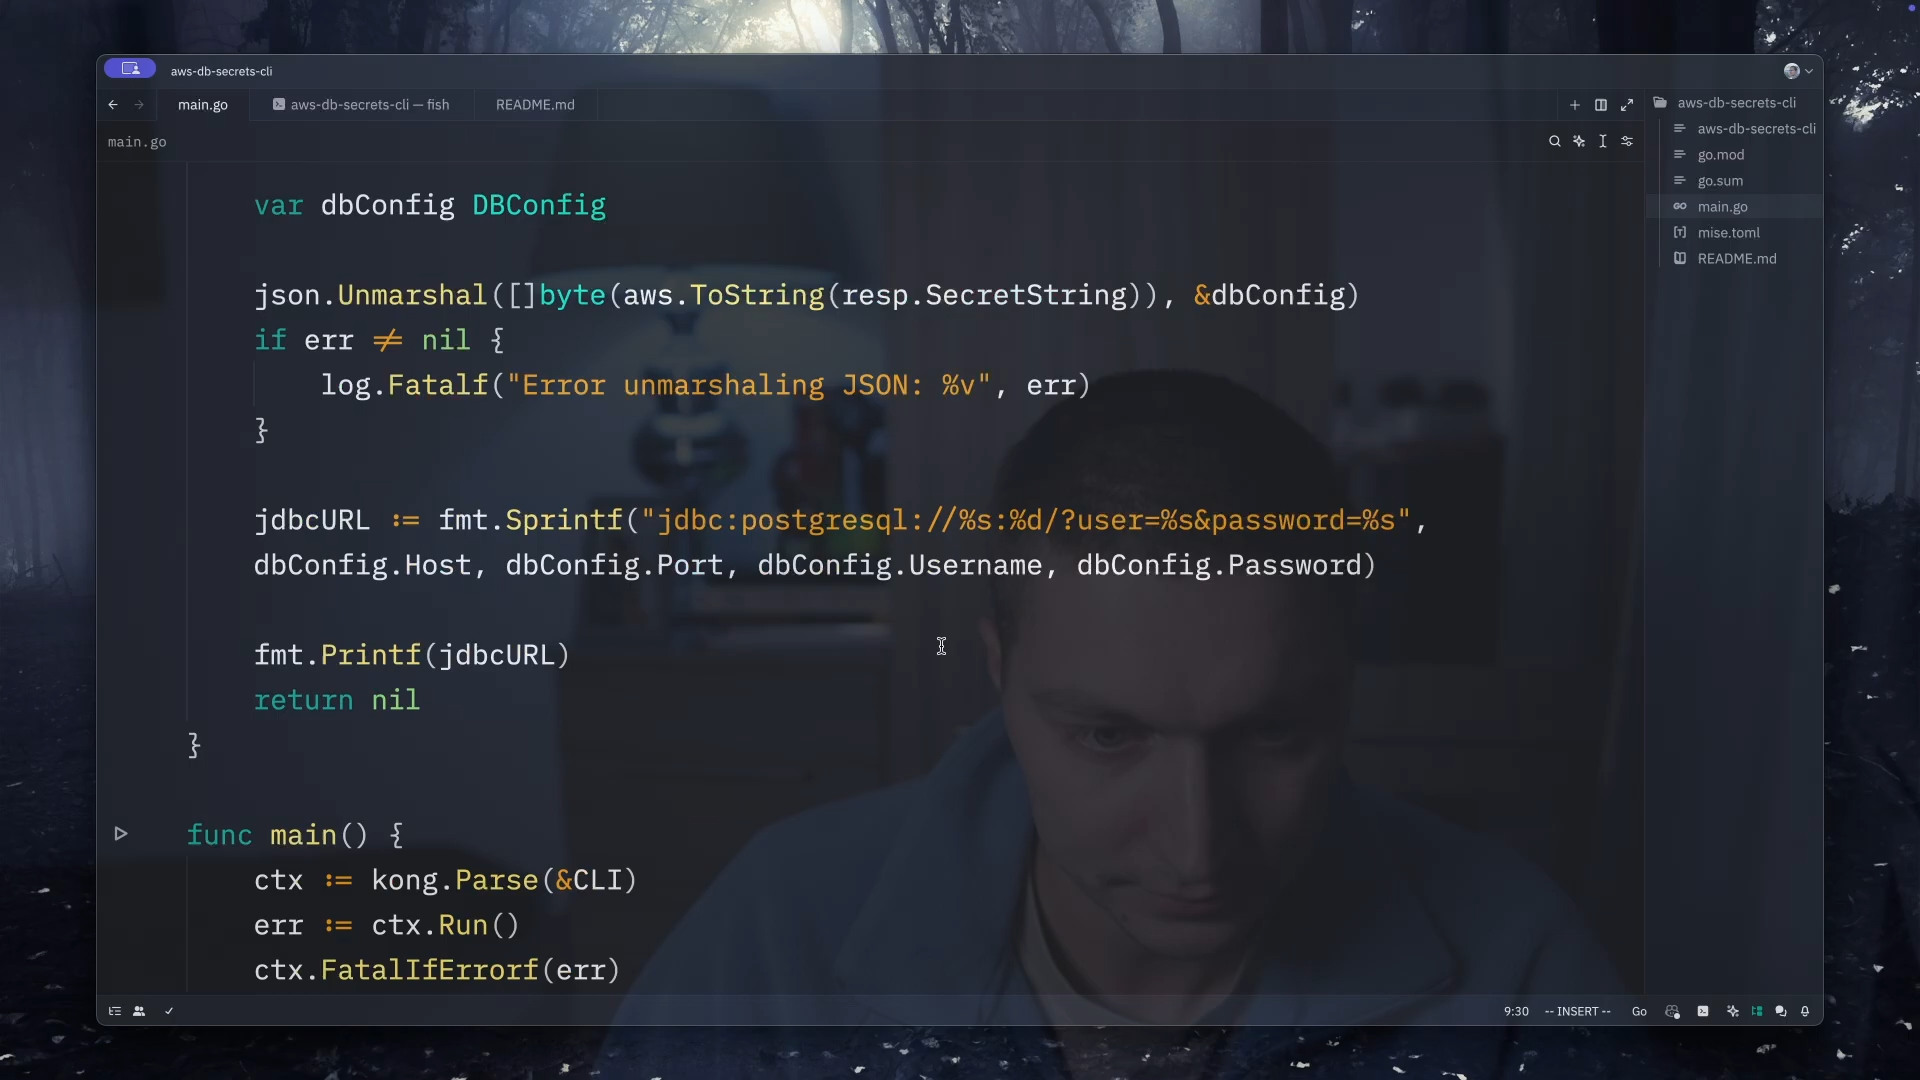 aws-db-secrets-cli
main.go
aws-db-secrets-cli — fish
README.md
main.go
var dbConfig DBConfig
json.Unmarshal([]byte(aws.ToString(resp.SecretString)), &dbConfig)
if err ≠ nil {
log.Fatalf("Error unmarshaling JSON: %v", err)
}
jdbcURL := fmt.Sprintf("jdbc:postgresql://%s:%d/?user=%s&password=%s",
dbConfig.Host, dbConfig.Port, dbConfig.Username, dbConfig.Password)
fmt.Printf(jdbcURL)
return nil
}
func main() {
ctx := kong.Parse(&CLI)
err := ctx.Run()
ctx.FatalIfErrorf(err)
aws-db-secrets-cli
aws-db-secrets-cli
go.mod
go.sum
main.go
mise.toml
README.md
9:30
-- INSERT --
Go